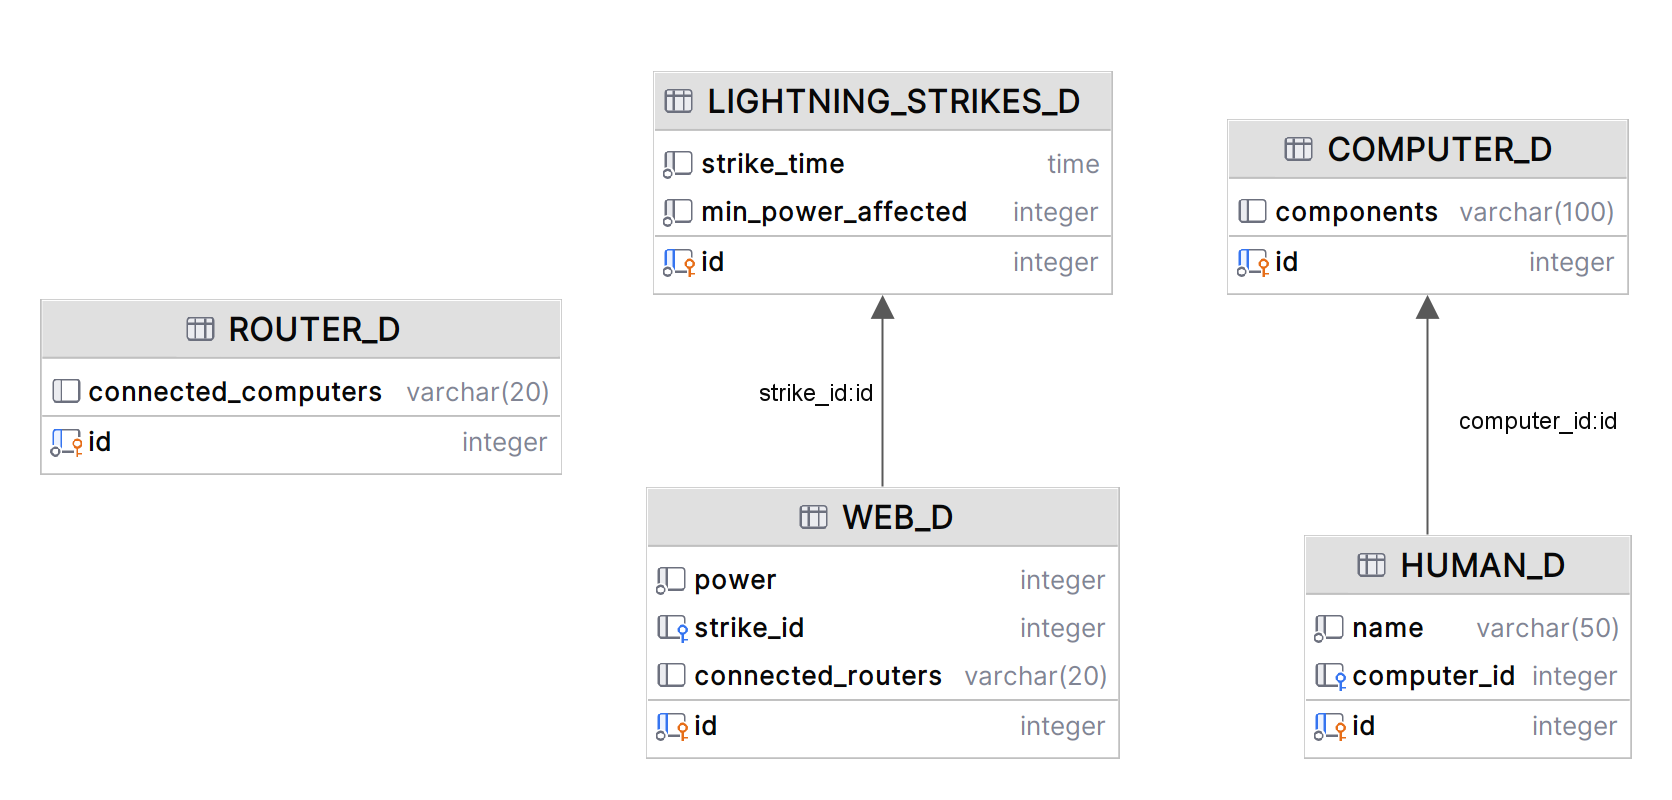 LIGHTNING_STRIKES_D
strike_time time
min_power_affected integer
id integer
COMPUTER_D
components varchar(100)
id integer
ROUTER_D
connected_computers varchar(20)
id integer
strike_id:id
computer_id:id
WEB_D
power integer
strike_id integer
connected_routers varchar(20)
id integer
HUMAN_D
name varchar(50)
computer_id integer
id integer